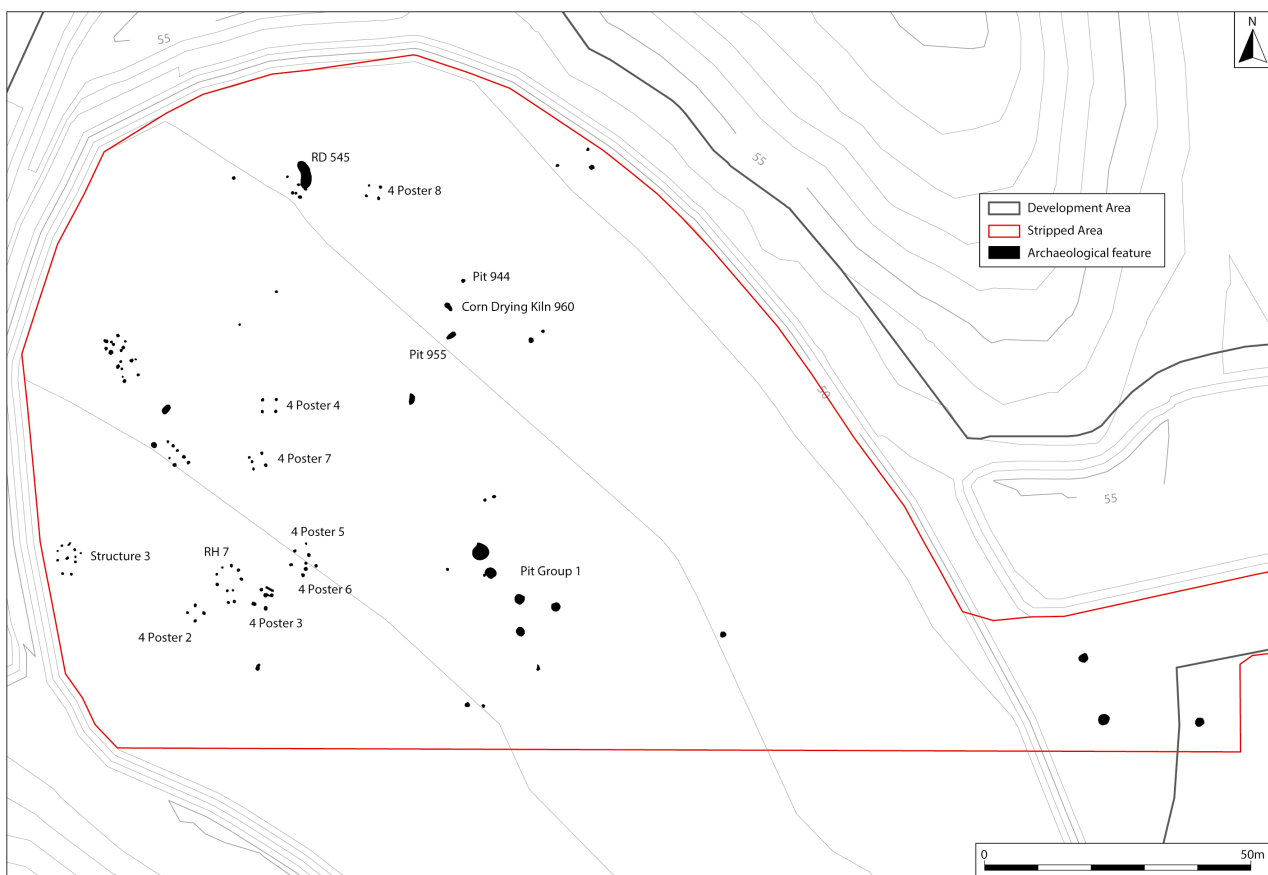 N
55
RD 545
55
4 Poster 8
Development Area
Stripped Area
Archaeological feature
Pit 944
Corn Drying Kiln 960
Pit 955
50
4 Poster 4
4 Poster 7
55
4 Poster 5
Structure 3
RH 7
Pit Group 1
4 Poster 6
4 Poster 3
4 Poster 2
0
50m